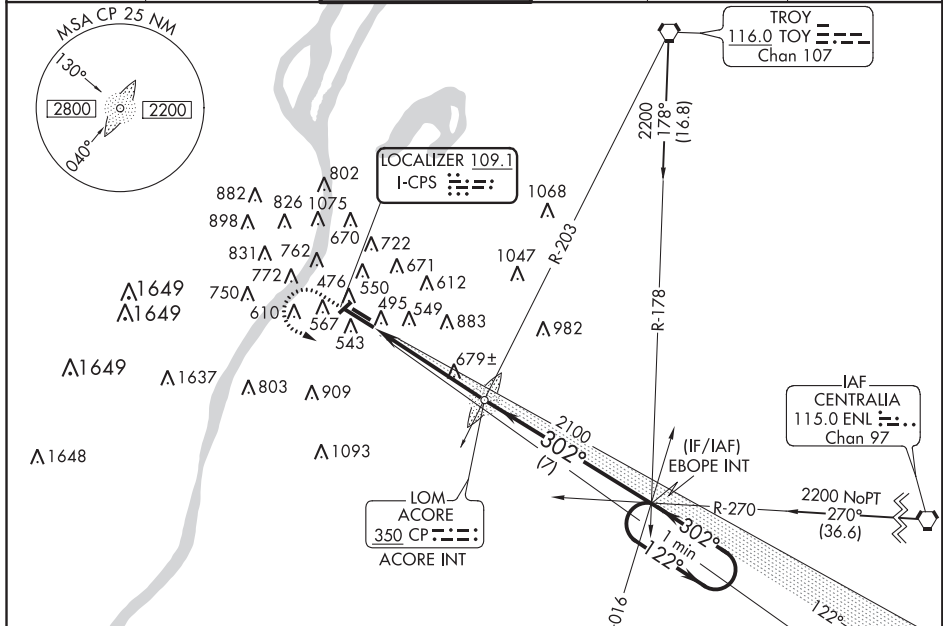 MSA CP 25 NM
130°
2800
2200
040°
TROY
116.0 TOY
Chan 107
2200
178°
(16.8)
LOCALIZER 109.1
I-CPS
802
882
826
1075
1068
898
670
R-203
722
831
762
1047
671
772
550
612
476
1649
750
1649
610
567
495
549
883
982
543
R-178
679±
1649
1637
803
909
IAF
CENTRALIA
115.0 ENL
Chan 97
2100
302°
(7)
(IF/IAF)
EBOPE INT
1648
1093
LOM
ACORE
350 CP
ACORE INT
R-270
2200 NoPT
270°
(36.6)
302°
1 min
122°
-016
122°